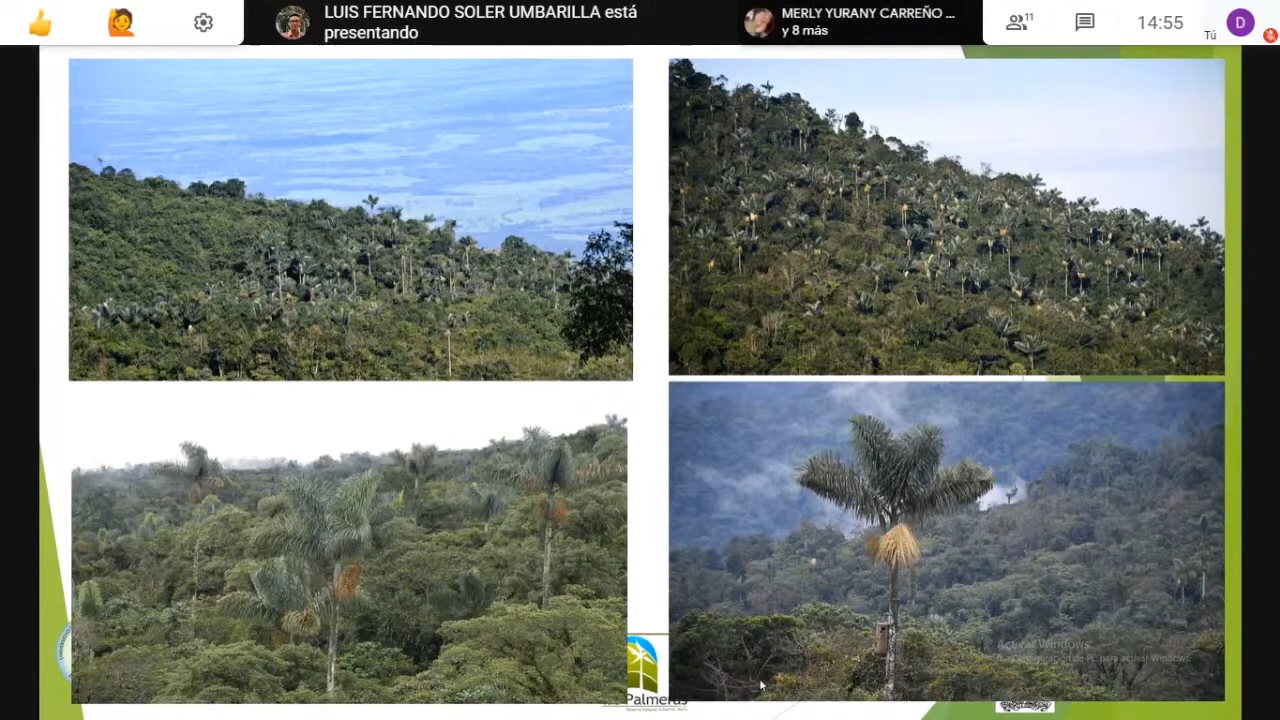 LUIS FERNANDO SOLER UMBARILLA está
presentando
MERLY YURANY CARREÑO ...
y 8 más
11
14:55
Tú
D
Activar Windows
Palmeras